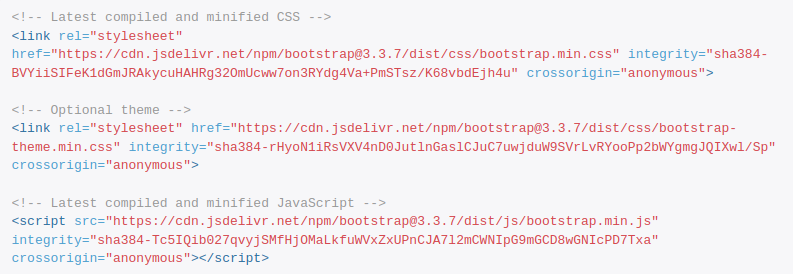 <!-- Latest compiled and minified CSS -->
<link rel="stylesheet"
href="https://cdn.jsdelivr.net/npm/bootstrap@3.3.7/dist/css/bootstrap.min.css" integrity="sha384-
BVYiiSIFeK1dGmJRAkycuHAHRg32OmUcww7on3RYdg4Va+PmSTsz/K68vbdEjh4u" crossorigin="anonymous">

<!-- Optional theme -->
<link rel="stylesheet" href="https://cdn.jsdelivr.net/npm/bootstrap@3.3.7/dist/css/bootstrap-
theme.min.css" integrity="sha384-rHyoN1iRsVXV4nD0JutlnGaslCJuC7uwjduW9SVrLvRYooPp2bWYgmgJQIXwl/Sp"
crossorigin="anonymous">

<!-- Latest compiled and minified JavaScript -->
<script src="https://cdn.jsdelivr.net/npm/bootstrap@3.3.7/dist/js/bootstrap.min.js"
integrity="sha384-Tc5IQib027qvyjSMfHjOMaLkfuWVxZxUPnCJA7l2mCWNIpG9mGCD8wGNIcPD7Txa"
crossorigin="anonymous"></script>